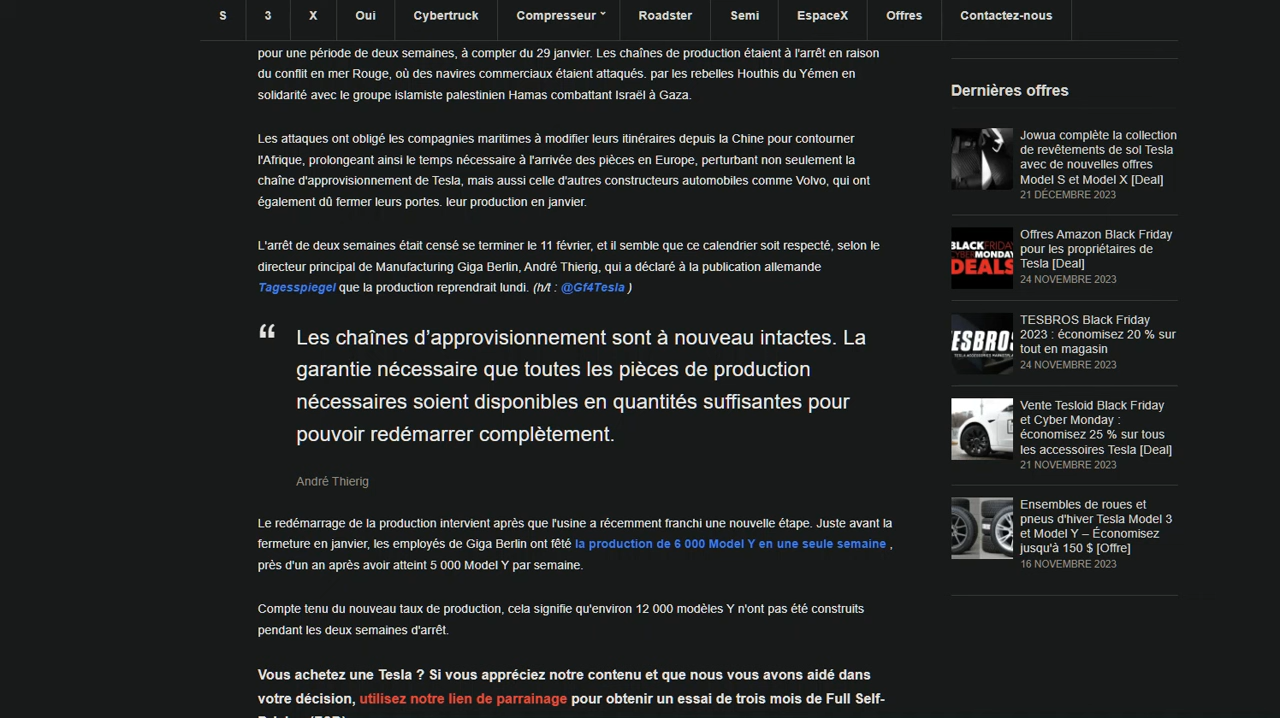 S 3 X Oui Cybertruck Compresseur Roadster Semi EspaceX Offres Contactez-nous
pour une période de deux semaines, à compter du 29 janvier. Les chaînes de production étaient à l'arrêt en raison
du conflit en mer Rouge, où des navires commerciaux étaient attaqués. par les rebelles Houthis du Yémen en
solidarité avec le groupe islamiste palestinien Hamas combattant Israël à Gaza.
Les attaques ont obligé les compagnies maritimes à modifier leurs itinéraires depuis la Chine pour contourner
l'Afrique, prolongeant ainsi le temps nécessaire à l'arrivée des pièces en Europe, perturbant non seulement la
chaîne d'approvisionnement de Tesla, mais aussi celle d'autres constructeurs automobiles comme Volvo, qui ont
également dû fermer leurs portes. leur production en janvier.
L'arrêt de deux semaines était censé se terminer le 11 février, et il semble que ce calendrier soit respecté, selon le
directeur principal de Manufacturing Giga Berlin, André Thierig, qui a déclaré à la publication allemande
Tagesspiegel que la production reprendrait lundi. (h/t : @Gf4Tesla )
“ Les chaînes d’approvisionnement sont à nouveau intactes. La
garantie nécessaire que toutes les pièces de production
nécessaires soient disponibles en quantités suffisantes pour
pouvoir redémarrer complètement.
André Thierig
Le redémarrage de la production intervient après que l'usine a récemment franchi une nouvelle étape. Juste avant la
fermeture en janvier, les employés de Giga Berlin ont fêté la production de 6 000 Model Y en une seule semaine ,
près d'un an après avoir atteint 5 000 Model Y par semaine.
Compte tenu du nouveau taux de production, cela signifie qu'environ 12 000 modèles Y n'ont pas été construits
pendant les deux semaines d'arrêt.
Vous achetez une Tesla ? Si vous appréciez notre contenu et que nous vous avons aidé dans
votre décision, utilisez notre lien de parrainage pour obtenir un essai de trois mois de Full Self-
Dernières offres
Jowua complète la collection
de revêtements de sol Tesla
avec de nouvelles offres
Model S et Model X [Deal]
21 DÉCEMBRE 2023
BLACK FRIDAY
CYBER MONDAY
DEALS
Offres Amazon Black Friday
pour les propriétaires de
Tesla [Deal]
24 NOVEMBRE 2023
TESBROS
TESBROS Black Friday
2023 : économisez 20 % sur
tout en magasin
24 NOVEMBRE 2023
Vente Tesloid Black Friday
et Cyber Monday :
économisez 25 % sur tous
les accessoires Tesla [Deal]
21 NOVEMBRE 2023
Ensembles de roues et
pneus d'hiver Tesla Model 3
et Model Y – Économisez
jusqu'à 150 $ [Offre]
16 NOVEMBRE 2023